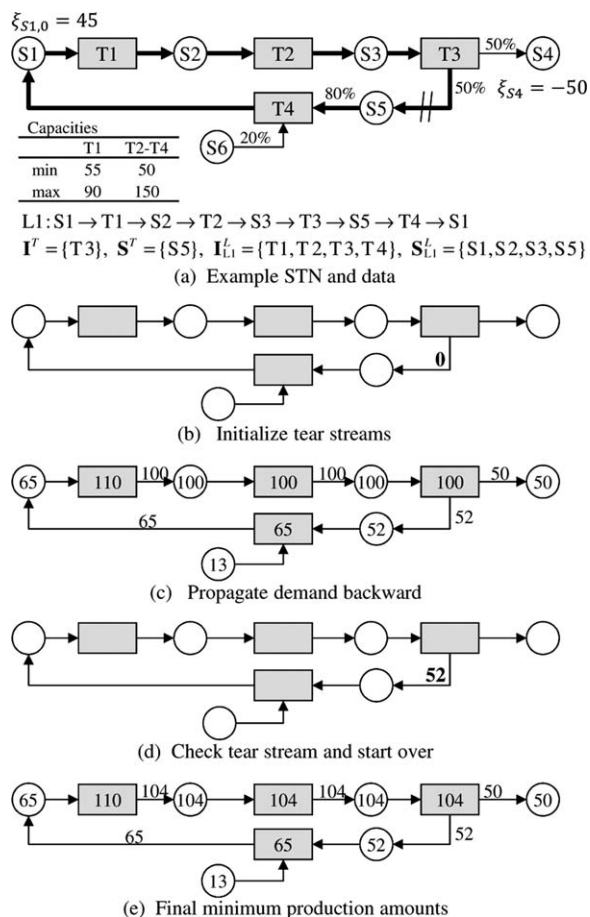 ξS1,0 = 45
S1 T1 S2 T2 S3 T3 50% S4
50% ξS4 = −50
T4 80% S5
S6 20%
Capacities
T1 T2-T4
min 55 50
max 90 150
L1: S1 → T1 → S2 → T2 → S3 → T3 → S5 → T4 → S1
I^T = {T3}, S^T = {S5}, I^L_L1 = {T1, T2, T3, T4}, S^L_L1 = {S1, S2, S3, S5}
(a) Example STN and data
0
(b) Initialize tear streams
65 110 100 100 100 100 100 100 50 50
65 65 52 52
13
(c) Propagate demand backward
52
(d) Check tear stream and start over
65 110 104 104 104 104 104 104 50 50
65 65 52 52
13
(e) Final minimum production amounts